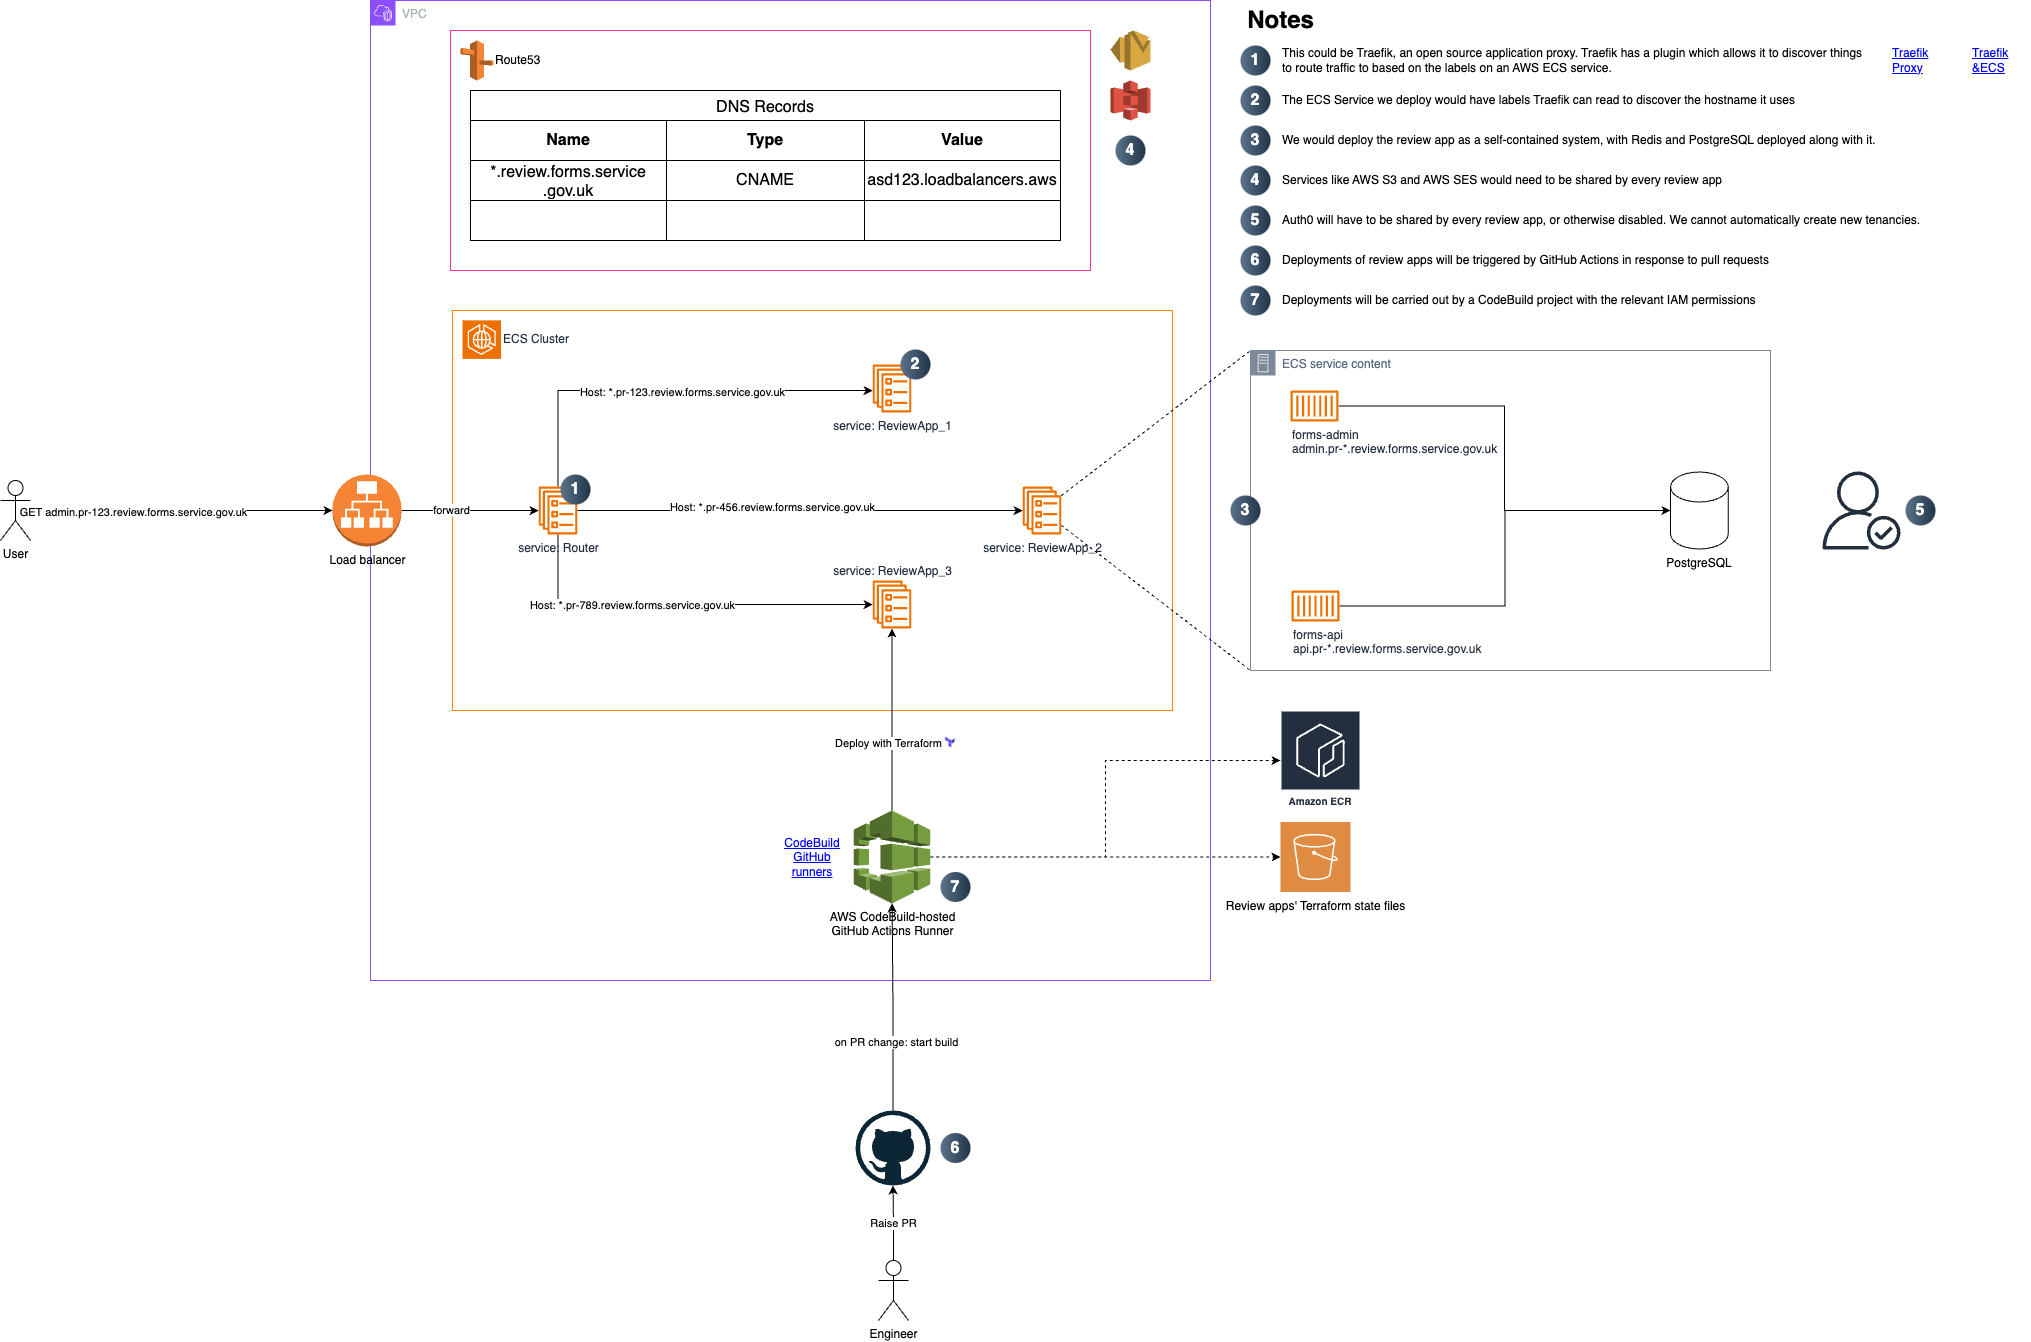 VPC
Route53
DNS Records
Name
Type
Value
*.review.forms.service
.gov.uk
CNAME
asd123.loadbalancers.aws
4
Notes
1
This could be Traefik, an open source application proxy. Traefik has a plugin which allows it to discover things
to route traffic to based on the labels on an AWS ECS service.
Traefik
Proxy
Traefik
&ECS
2
The ECS Service we deploy would have labels Traefik can read to discover the hostname it uses
3
We would deploy the review app as a self-contained system, with Redis and PostgreSQL deployed along with it.
4
Services like AWS S3 and AWS SES would need to be shared by every review app
5
Auth0 will have to be shared by every review app, or otherwise disabled. We cannot automatically create new tenancies.
6
Deployments of review apps will be triggered by GitHub Actions in response to pull requests
7
Deployments will be carried out by a CodeBuild project with the relevant IAM permissions
ECS Cluster
2
Host: *.pr-123.review.forms.service.gov.uk
service: ReviewApp_1
User
GET admin.pr-123.review.forms.service.gov.uk
Load balancer
forward
1
service: Router
Host: *.pr-456.review.forms.service.gov.uk
service: ReviewApp_2
service: ReviewApp_3
Host: *.pr-789.review.forms.service.gov.uk
ECS service content
forms-admin
admin.pr-*.review.forms.service.gov.uk
3
PostgreSQL
5
forms-api
api.pr-*.review.forms.service.gov.uk
Deploy with Terraform
Amazon ECR
CodeBuild
GitHub
runners
7
AWS CodeBuild-hosted
GitHub Actions Runner
Review apps' Terraform state files
on PR change: start build
6
Raise PR
Engineer